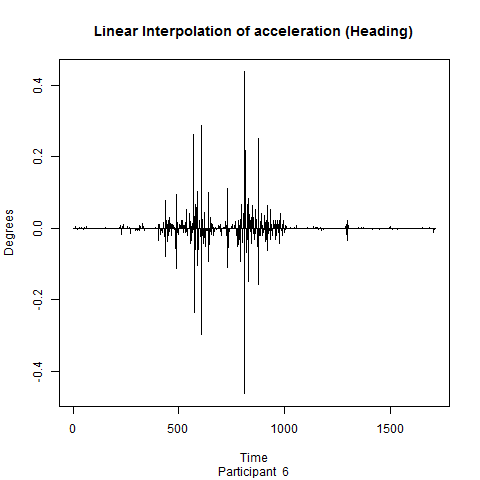 Linear Interpolation of acceleration (Heading)
Degrees
0.4
0.2
0.0
-0.2
-0.4
0 500 1000 1500
Time
Participant 6